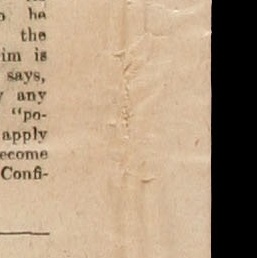 he
the
im is
says,
any
"po-
apply
ecome
Confi-